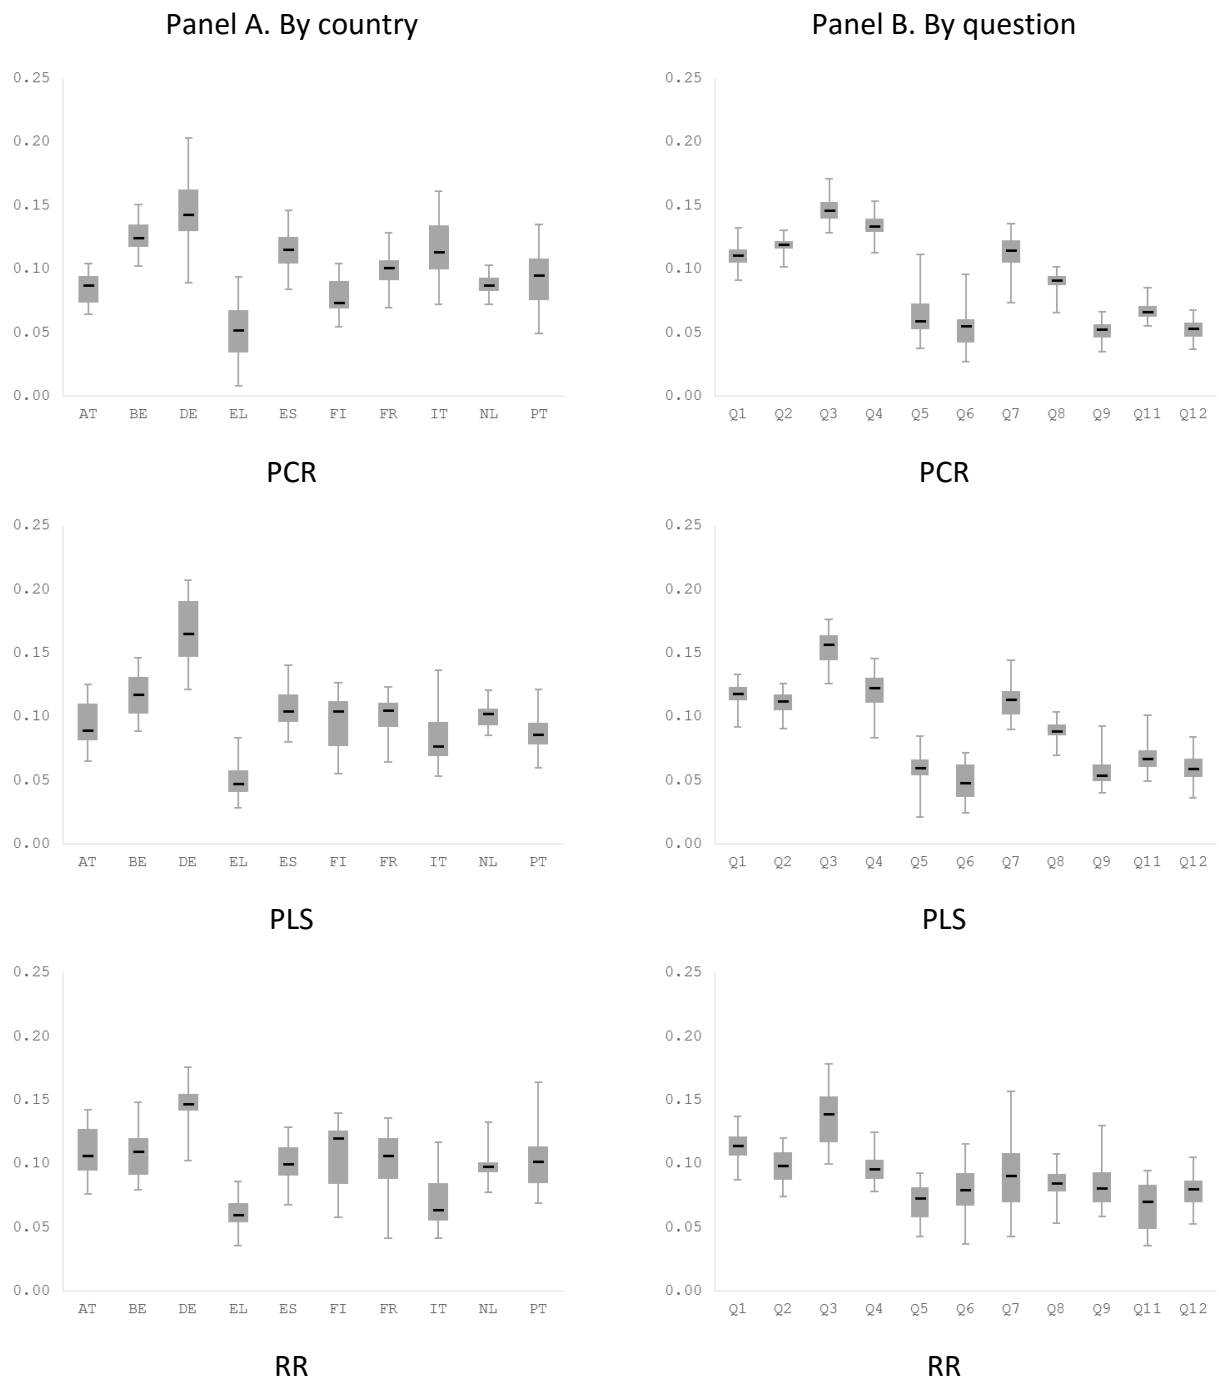 Panel A. By country
Panel B. By question
0.25
0.20
0.15
0.10
0.05
0.00
AT BE DE EL ES FI FR IT NL PT
PCR
0.25
0.20
0.15
0.10
0.05
0.00
Q1 Q2 Q3 Q4 Q5 Q6 Q7 Q8 Q9 Q11 Q12
PCR
0.25
0.20
0.15
0.10
0.05
0.00
AT BE DE EL ES FI FR IT NL PT
PLS
0.25
0.20
0.15
0.10
0.05
0.00
Q1 Q2 Q3 Q4 Q5 Q6 Q7 Q8 Q9 Q11 Q12
PLS
0.25
0.20
0.15
0.10
0.05
0.00
AT BE DE EL ES FI FR IT NL PT
RR
0.25
0.20
0.15
0.10
0.05
0.00
Q1 Q2 Q3 Q4 Q5 Q6 Q7 Q8 Q9 Q11 Q12
RR